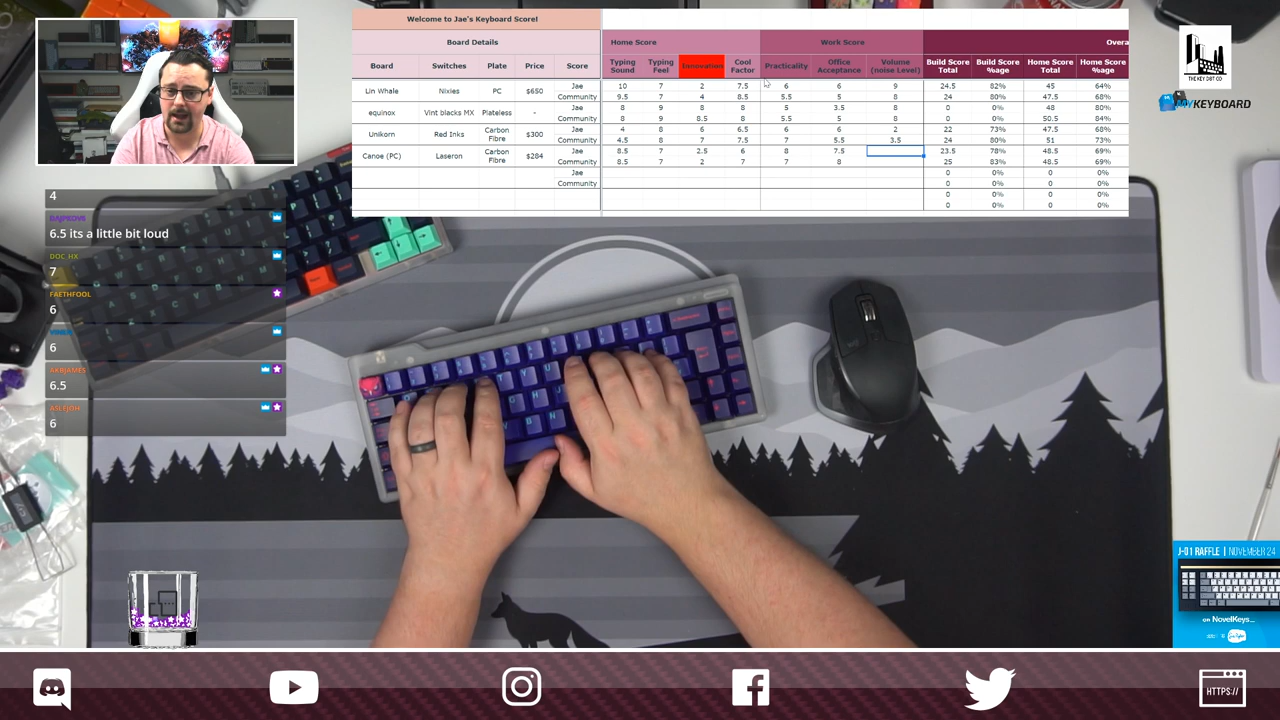 Welcome to Jae's Keyboard Score!
Board Details Home Score Work Score Overa
Board Switches Plate Price Score Typing Sound Typing Feel Innovation Cool Factor Practicality Office Acceptance Volume (noise Level) Build Score Total Build Score %age Home Score Total Home Score %age
Lin Whale Nixies PC $650 Jae 10 7 2 7.5 6 6 9 24.5 82% 45 64%
Community 9.5 7 4 8.5 5.5 5 8 24 80% 47.5 68%
equinox Vint blacks MX Plateless - Jae 8 9 8 8 5 3.5 8 0 0% 48 80%
Community 8 9 8.5 5.5 5 8 0 0% 50.5 84%
Unikorn Red Inks Carbon Fibre $300 Jae 4 8 6 6.5 6 6 2 22 73% 47.5 68%
Community 4.5 8 7 7.5 7 5.5 3.5 24 80% 51 73%
Canoe (PC) Laseron Carbon Fibre $284 Jae 8.5 7 2.5 6 8 7.5 23.5 78% 48.5 69%
Community 8.5 7 2 7 7 8 25 83% 48.5 69%
Jae 0 0% 0 0%
Community 0 0% 0 0%
0 0% 0 0%
0 0% 0 0%
THE KEY DOT CO
MYKEYBOARD
4
6.5 its a little bit loud
DOC_HX
7
FAETHFOOL
6
6
AKBJAMES
6.5
6
J-01 RAFFLE | NOVEMBER 24
ON NovelKeys_
HTTPS://